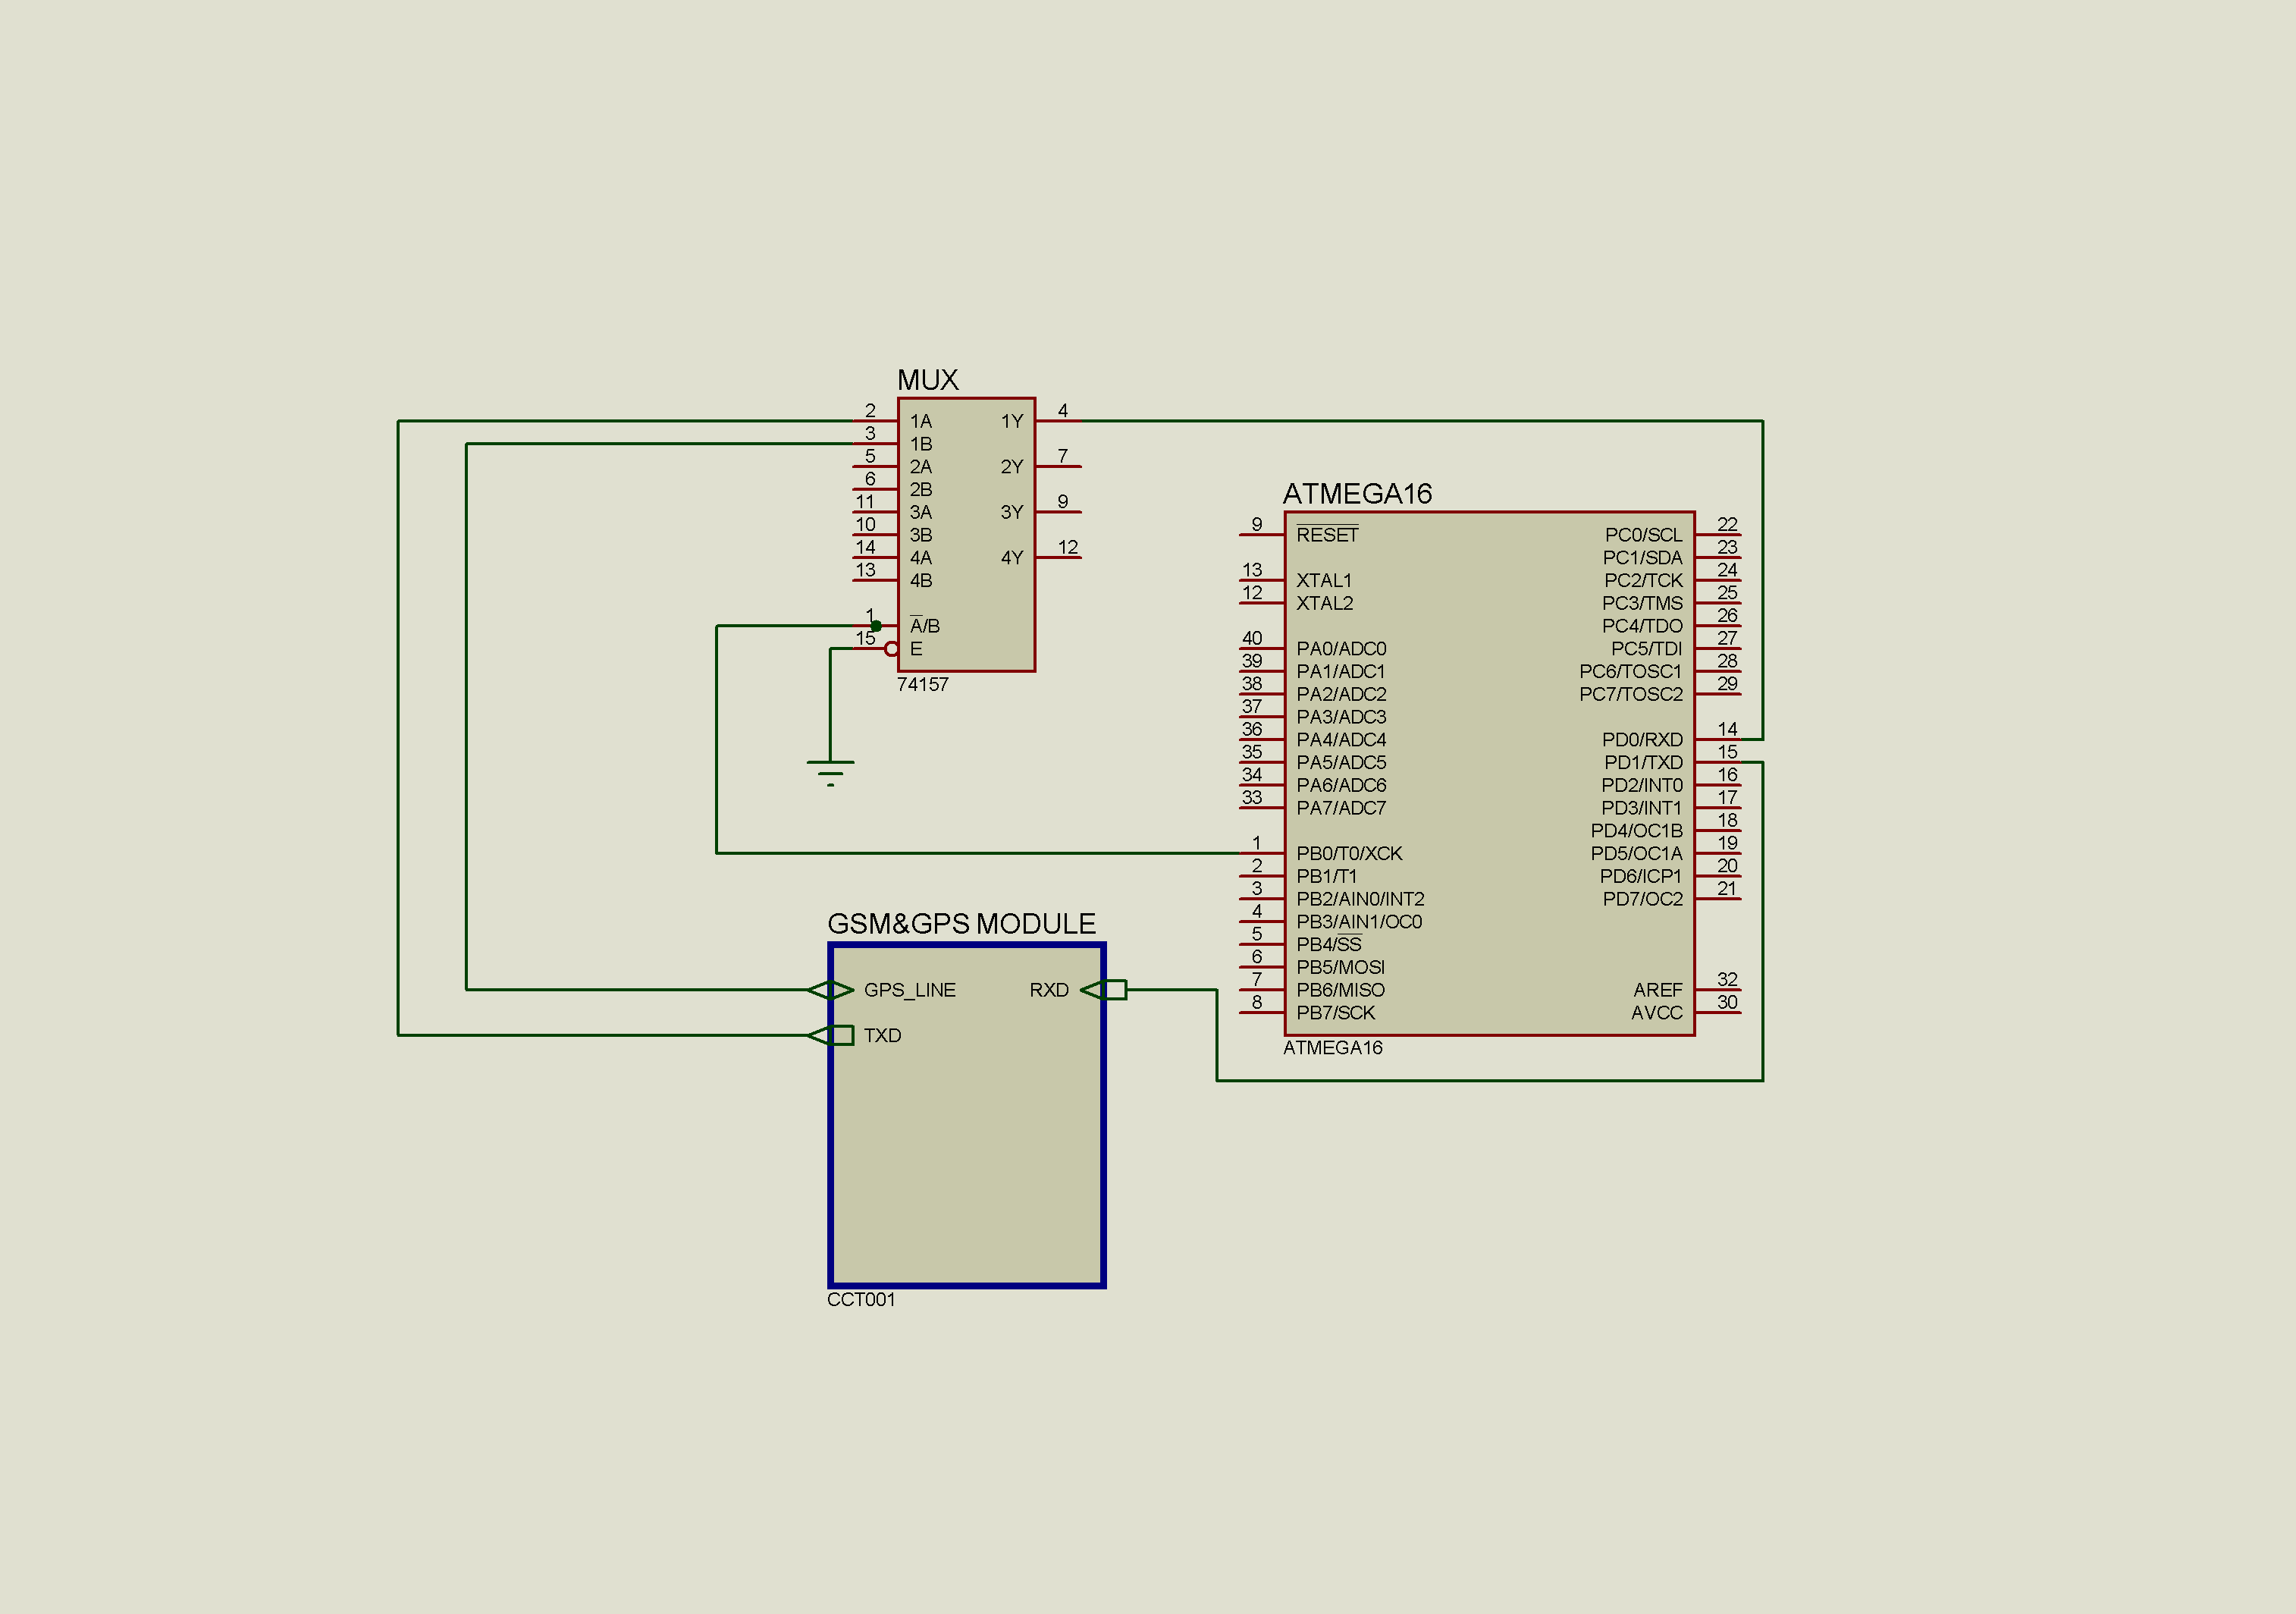 MUX
2 1A 1Y 4
3 1B
5 2A 2Y 7
6 2B
11 3A 3Y 9
10 3B
14 4A 4Y 12
13 4B
1 A/B
15 E
74157
ATMEGA16
9 RESET PC0/SCL 22
PC1/SDA 23
13 XTAL1 PC2/TCK 24
12 XTAL2 PC3/TMS 25
PC4/TDO 26
40 PA0/ADC0 PC5/TDI 27
39 PA1/ADC1 PC6/TOSC1 28
38 PA2/ADC2 PC7/TOSC2 29
37 PA3/ADC3
36 PA4/ADC4 PD0/RXD 14
35 PA5/ADC5 PD1/TXD 15
34 PA6/ADC6 PD2/INT0 16
33 PA7/ADC7 PD3/INT1 17
PD4/OC1B 18
1 PB0/T0/XCK PD5/OC1A 19
2 PB1/T1 PD6/ICP1 20
3 PB2/AIN0/INT2 PD7/OC2 21
4 PB3/AIN1/OC0
5 PB4/SS
6 PB5/MOSI
7 PB6/MISO AREF 32
8 PB7/SCK AVCC 30
ATMEGA16
GSM&GPS MODULE
GPS_LINE RXD
TXD
CCT001